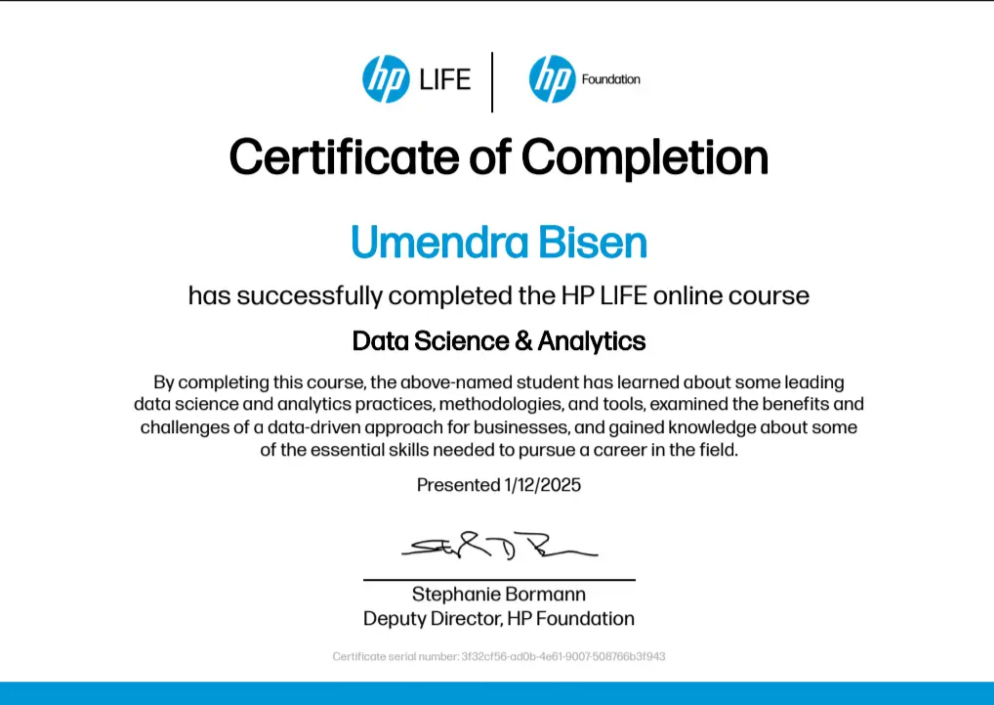 hp LIFE
hp Foundation
Certificate of Completion
Umendra Bisen
has successfully completed the HP LIFE online course
Data Science & Analytics
By completing this course, the above-named student has learned about some leading
data science and analytics practices, methodologies, and tools, examined the benefits and
challenges of a data-driven approach for businesses, and gained knowledge about some
of the essential skills needed to pursue a career in the field.
Presented 1/12/2025
Stephanie Bormann
Deputy Director, HP Foundation
Certificate serial number: 3f32cf56-ad0b-4e61-9007-508766b3f943